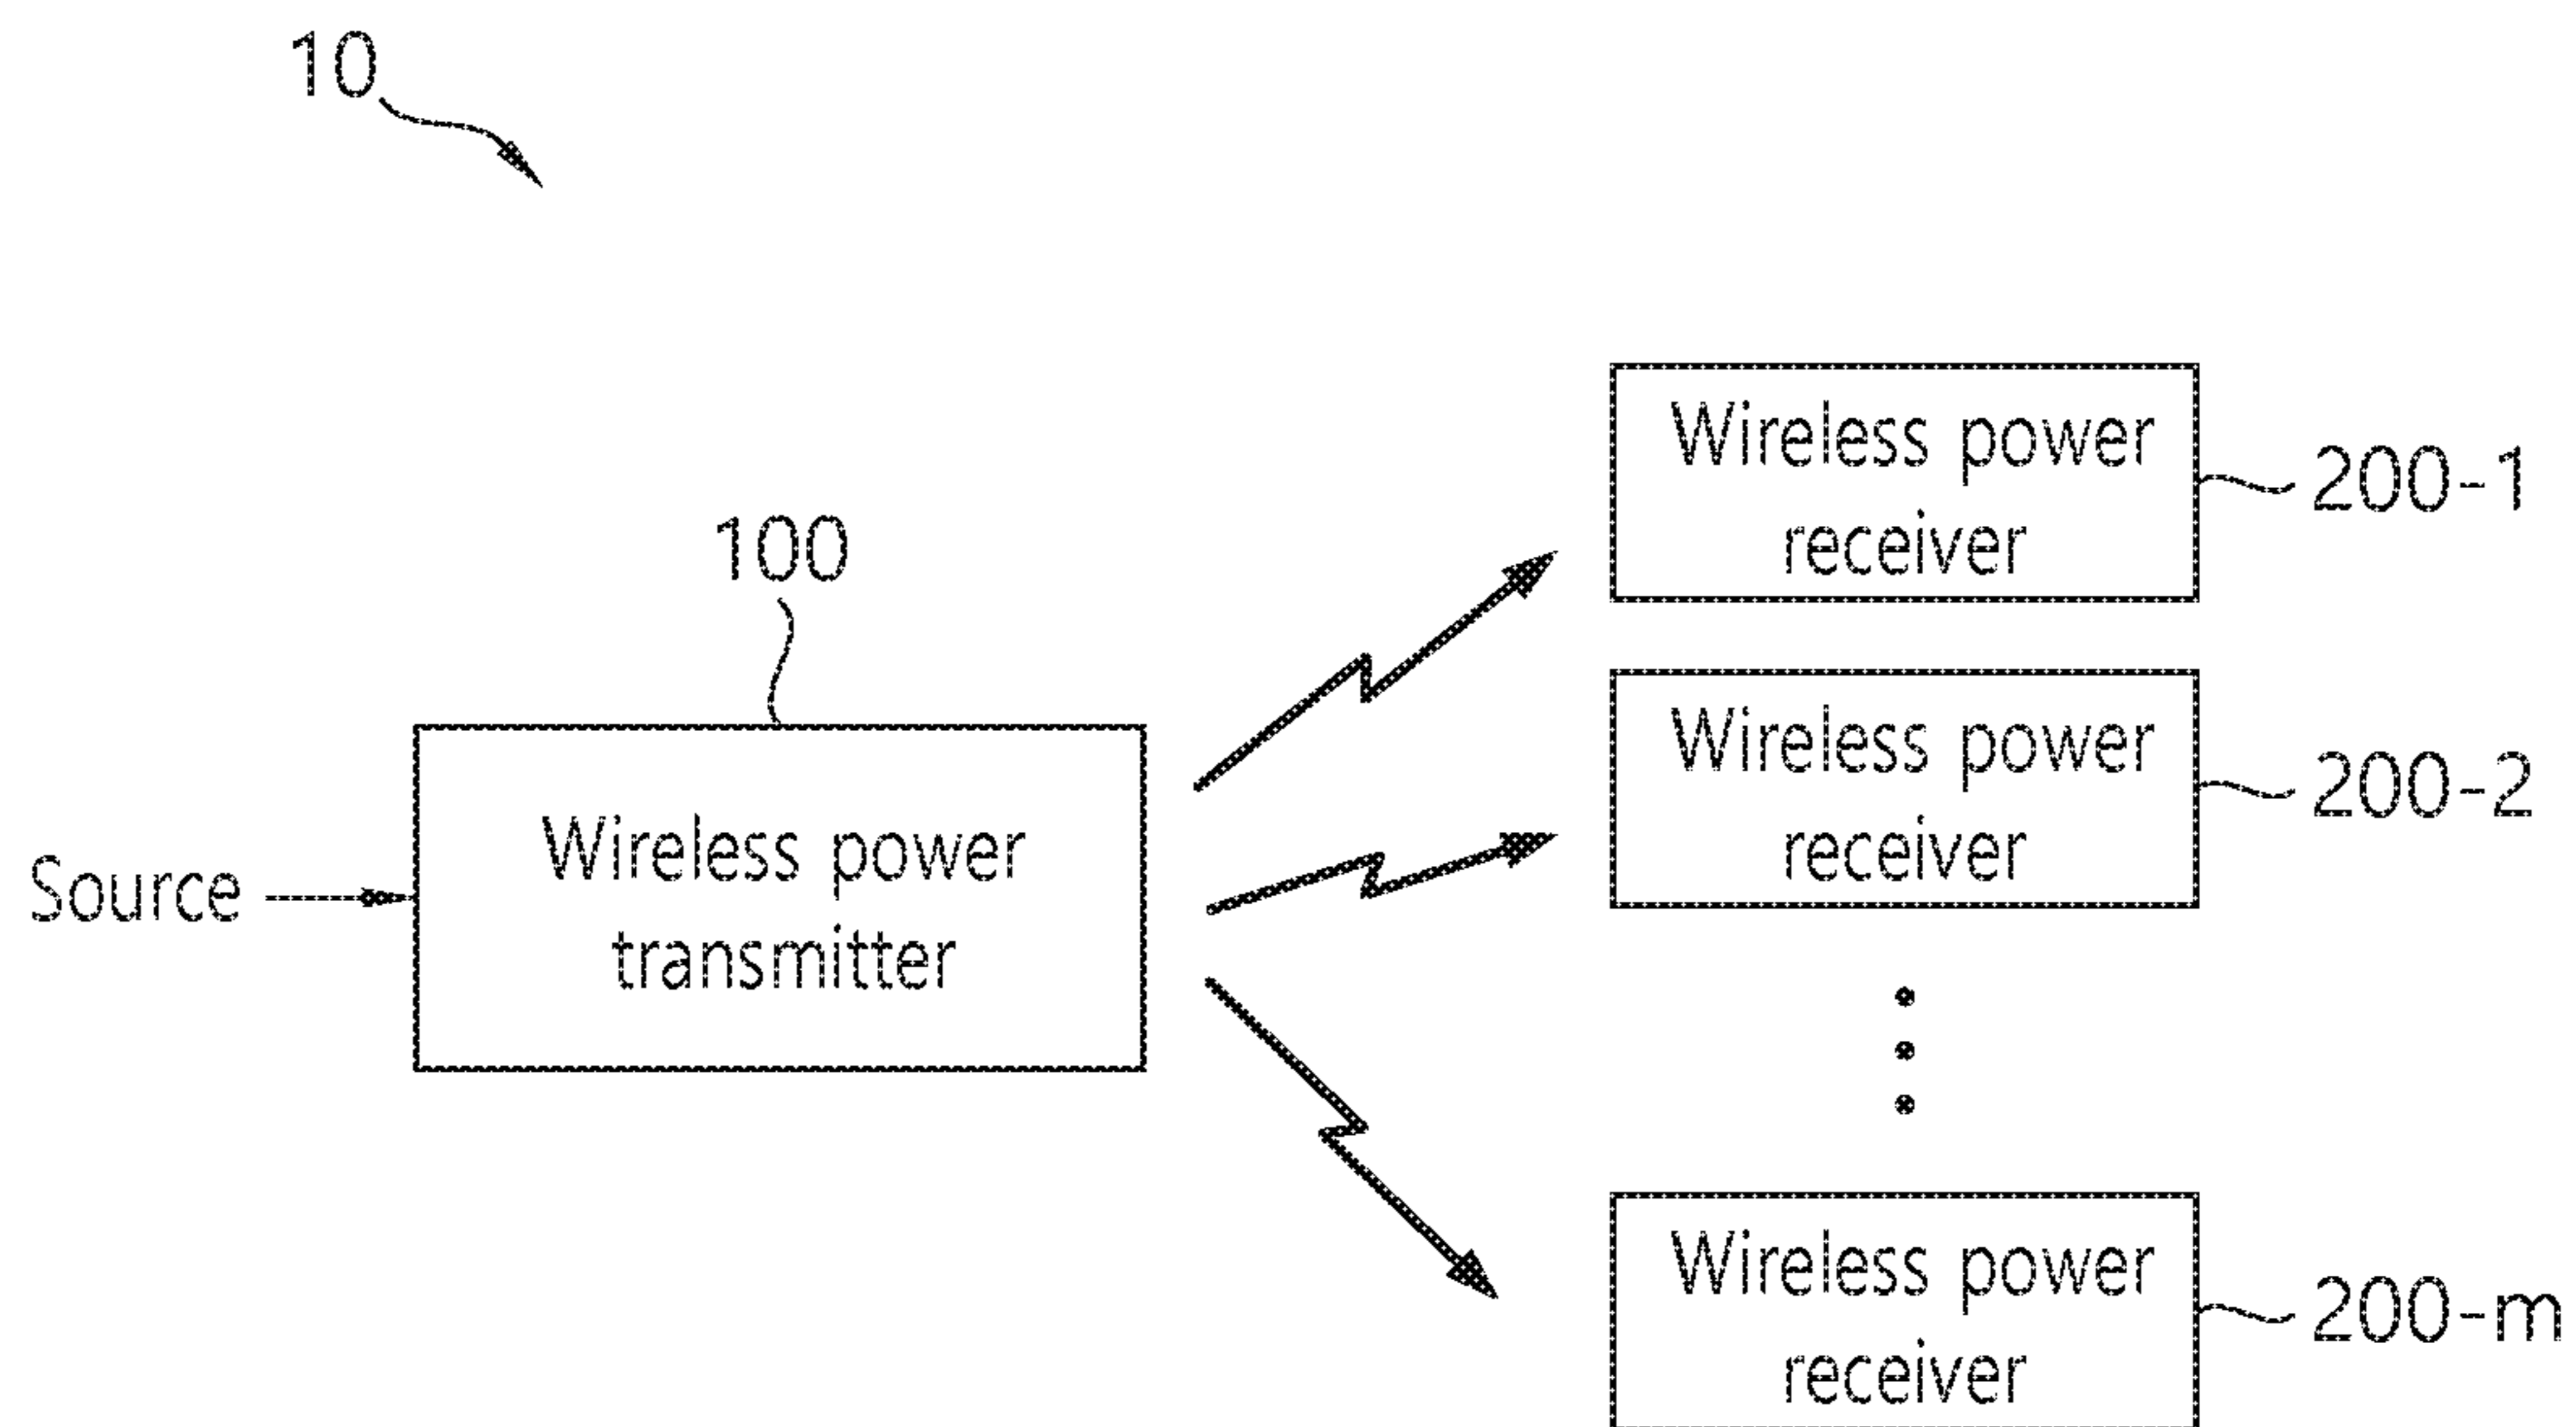 10
Wireless power
receiver
200-1
100
Wireless power
receiver
200-2
Source
Wireless power
transmitter
Wireless power
receiver
200-m